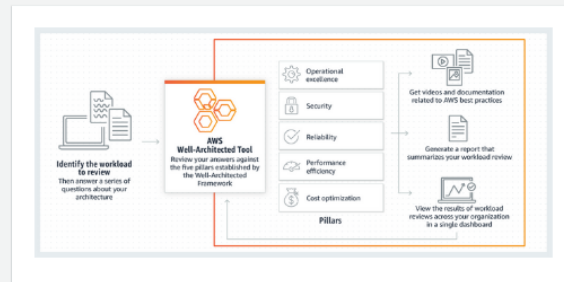 Identify the workload
to review
Then answer a series of
questions about your
architecture
AWS
Well-Architected Tool
Review your answers against
the five pillars established by
the Well-Architected
Framework
Operational
excellence
Security
Reliability
Performance
efficiency
Cost optimization
Pillars
Get videos and documentation
related to AWS best practices
Generate a report that
summarizes your workload review
View the results of workload
reviews across your organization
in a single dashboard